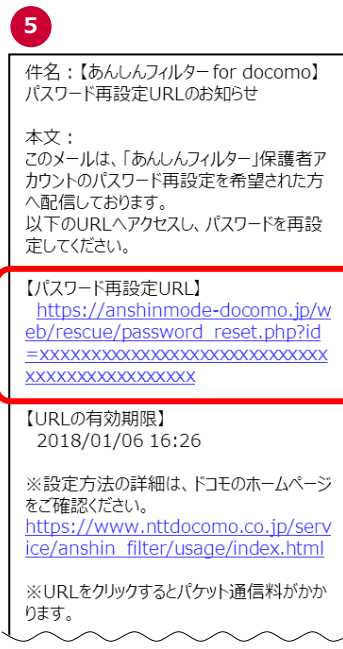 5
件名：【あんしんフィルター for docomo】
パスワード再設定URLのお知らせ
本文：
このメールは、「あんしんフィルター」保護者ア
カウントのパスワード再設定を希望された方
へ配信しております。
以下のURLへアクセスし、パスワードを再設
定してください。
【パスワード再設定URL】
https://anshinmode-docomo.jp/w
eb/rescue/password_reset.php?id
=xxxxxxxxxxxxxxxxxxxxxxxxxxxx
xxxxxxxxxxxxxxxxx
【URLの有効期限】
2018/01/06 16:26
※設定方法の詳細は、ドコモのホームページ
をご確認ください。
https://www.nttdocomo.co.jp/serv
ice/anshin_filter/usage/index.html
※URLをクリックするとパケット通信料がかか
ります。